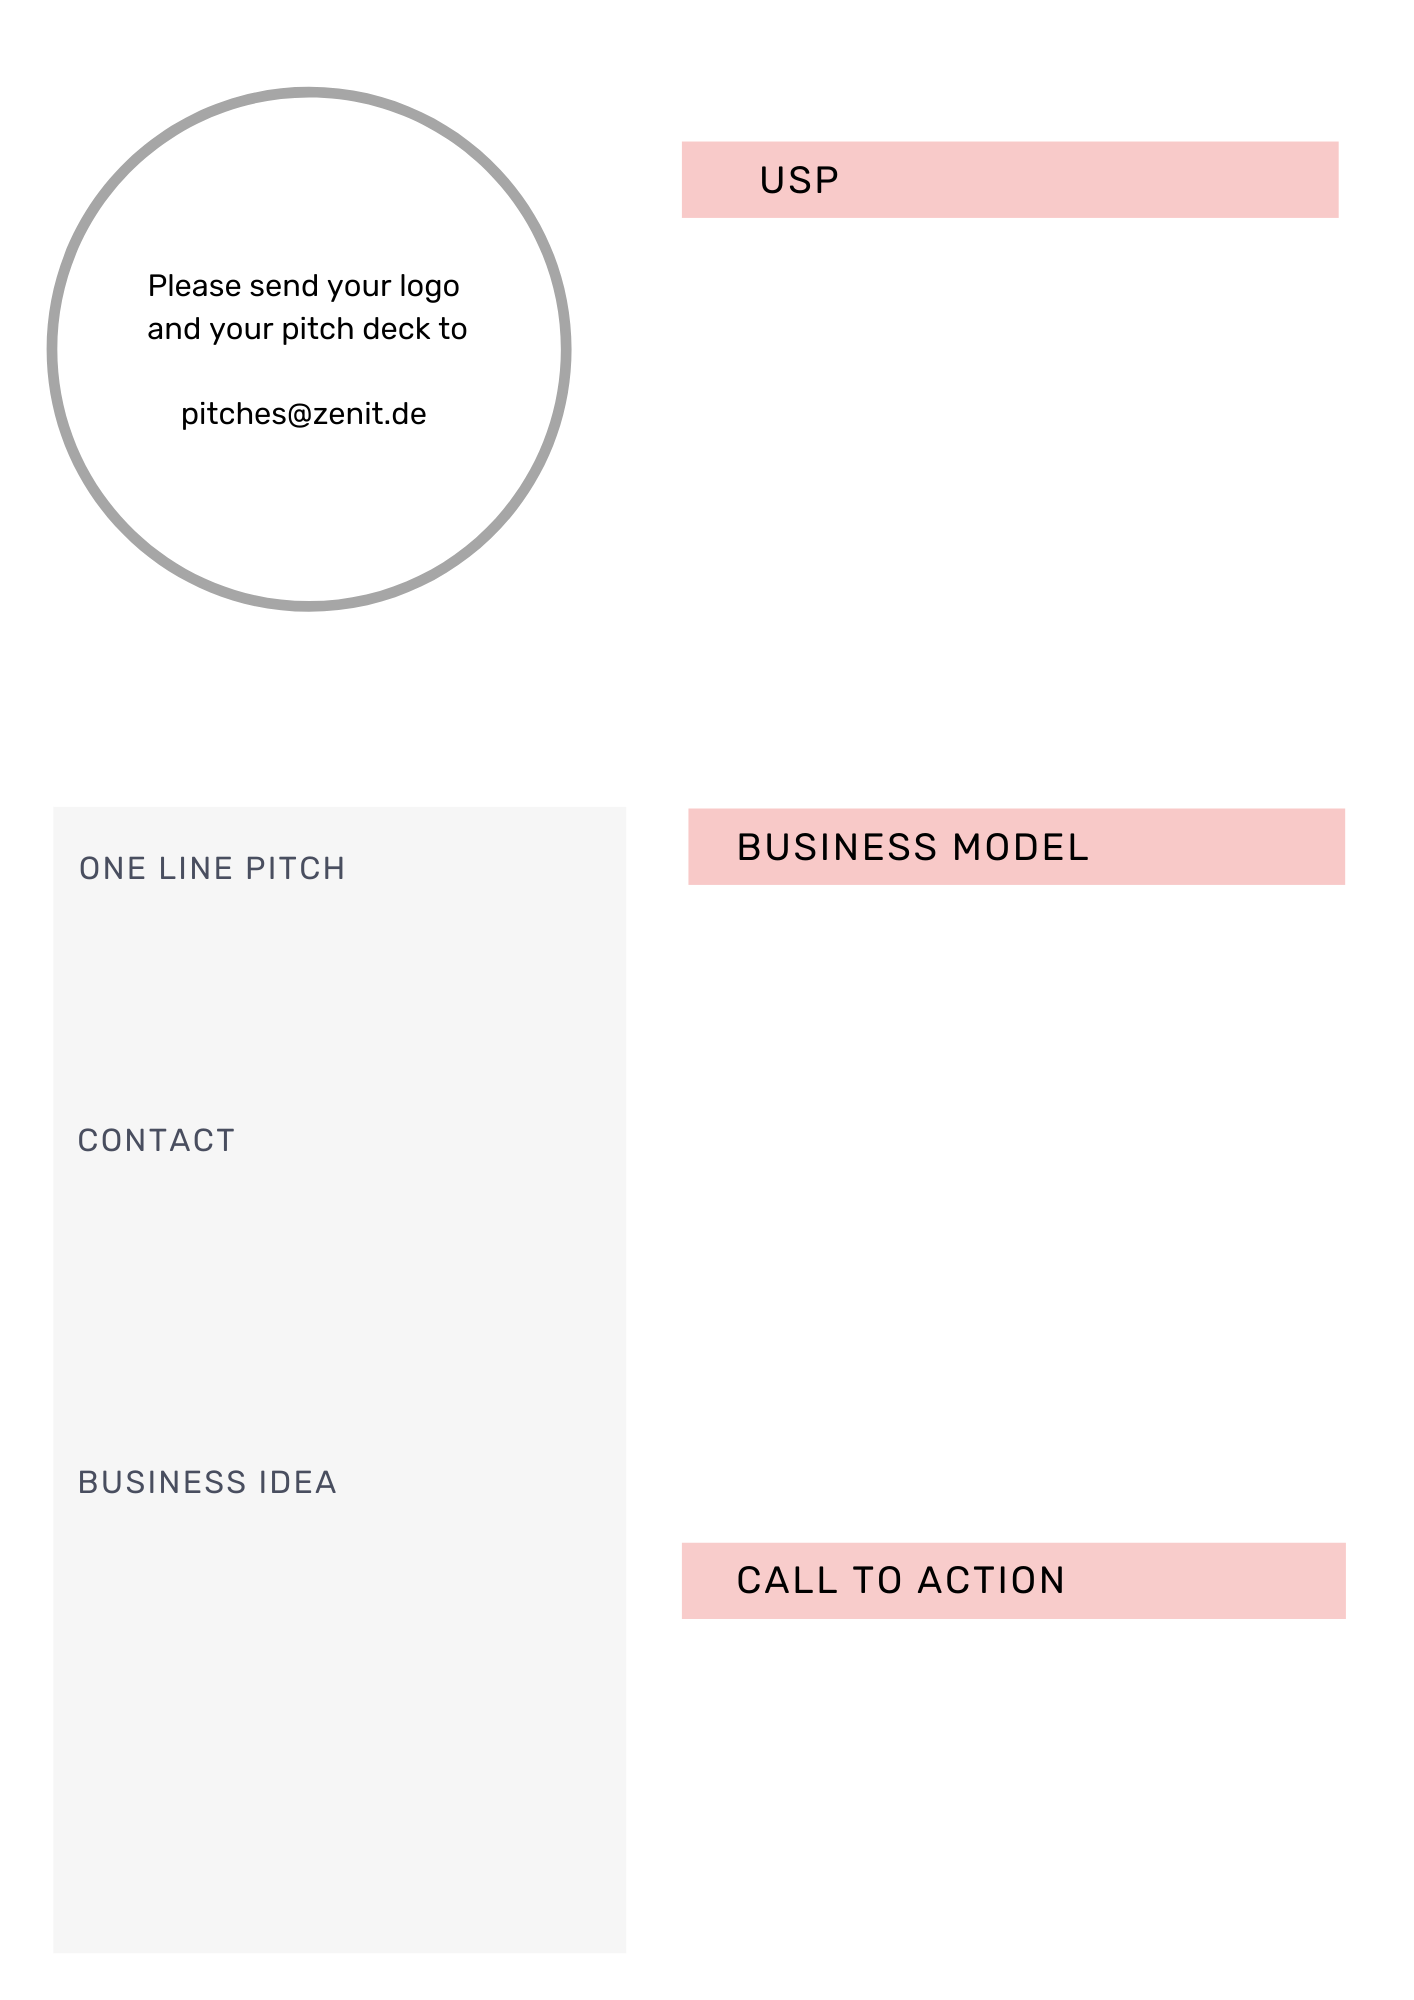 Please send your logo
and your pitch deck to
pitches@zenit.de
ONE LINE PITCH
CONTACT
BUSINESS IDEA
USP
BUSINESS MODEL
CALL TO ACTION